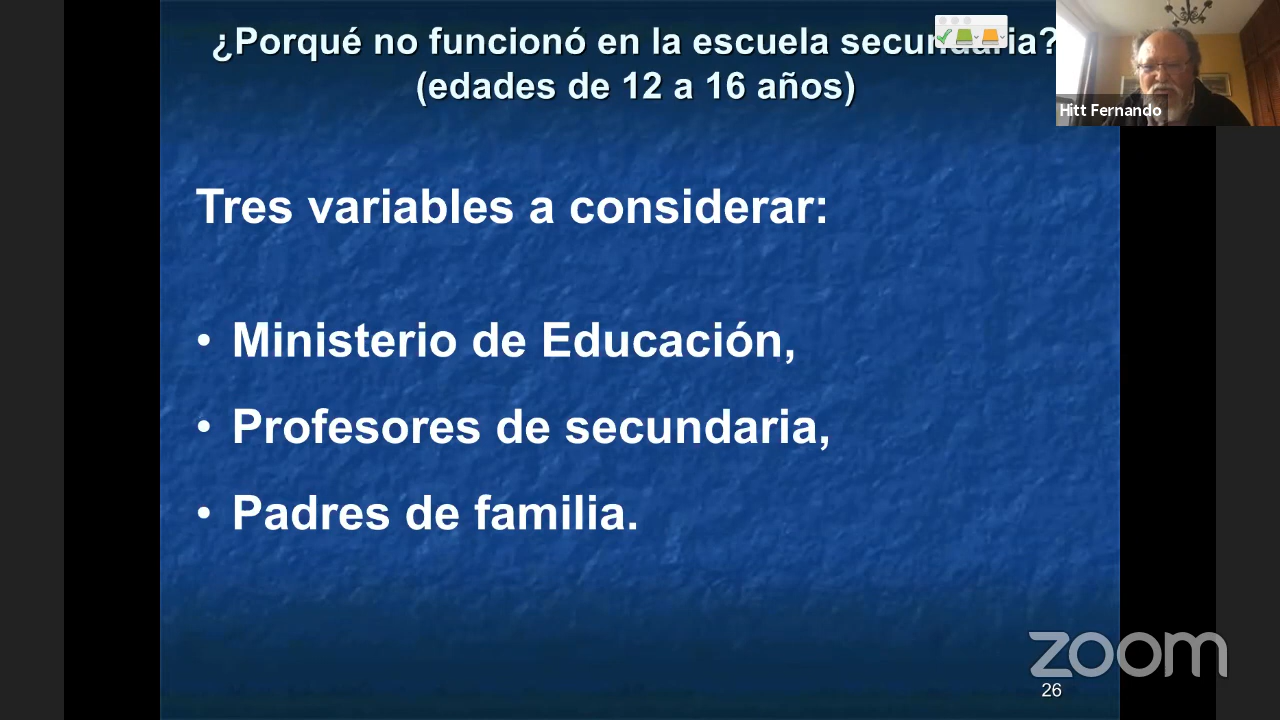 ¿Porqué no funcionó en la escuela secundaria?
(edades de 12 a 16 años)
Hitt Fernando
Tres variables a considerar:
• Ministerio de Educación,
• Profesores de secundaria,
• Padres de familia.
zoom
26